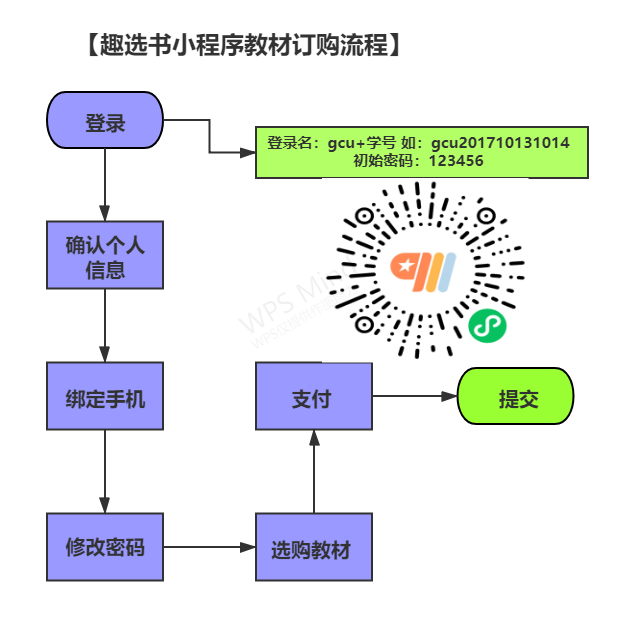 【趣选书小程序教材订购流程】
登录
登录名：gcu+学号 如：gcu201710131014
初始密码：123456
确认个人
信息
WPS Mind
绑定手机
支付
提交
修改密码
选购教材